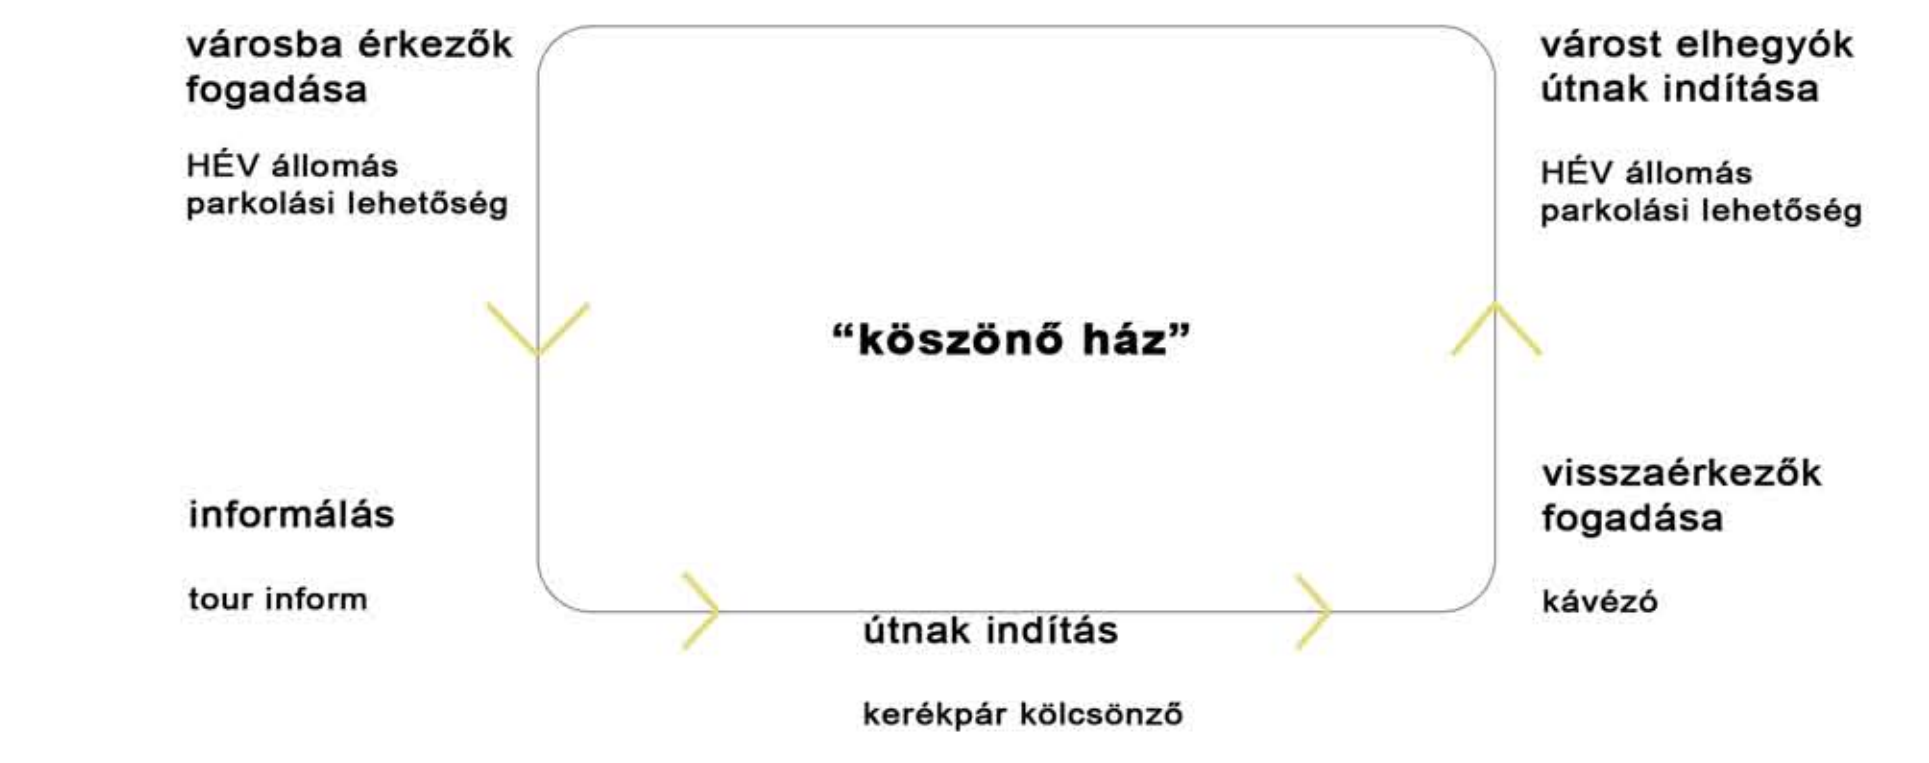 városba érkezők
fogadása
HÉV állomás
parkolási lehetőség
informálás
tour inform
“köszönő ház”
útnak indítás
kerékpár kölcsönző
várost elhegyók
útnak indítása
HÉV állomás
parkolási lehetőség
visszaérkezők
fogadása
kávézó